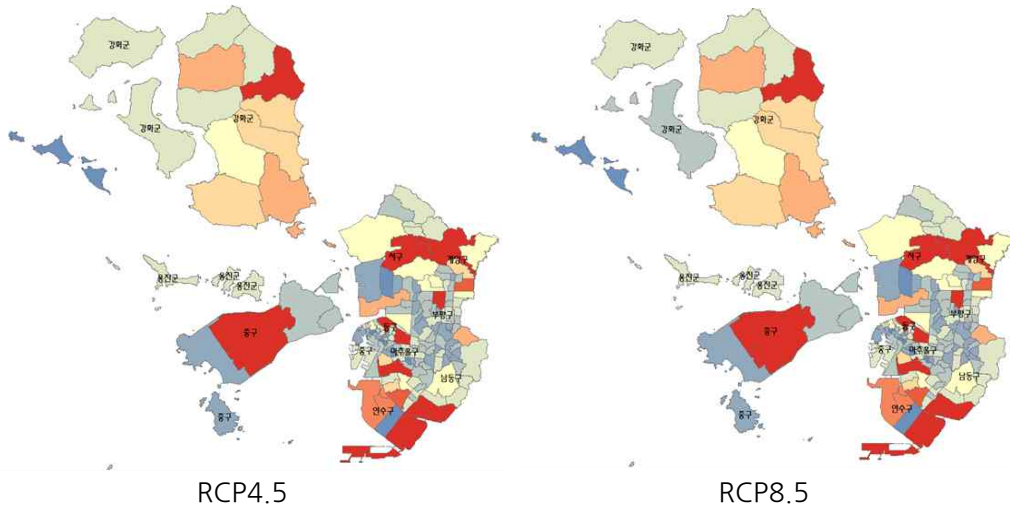 강화군
강화군
강화군
서구
계양구
옹진군
옹진군
옹진군
부평구
중구
동구
중구
미추홀구
남동구
연수구
중구
RCP4.5
강화군
강화군
강화군
서구
계양구
옹진군
옹진군
옹진군
부평구
중구
동구
중구
미추홀구
남동구
연수구
중구
RCP8.5